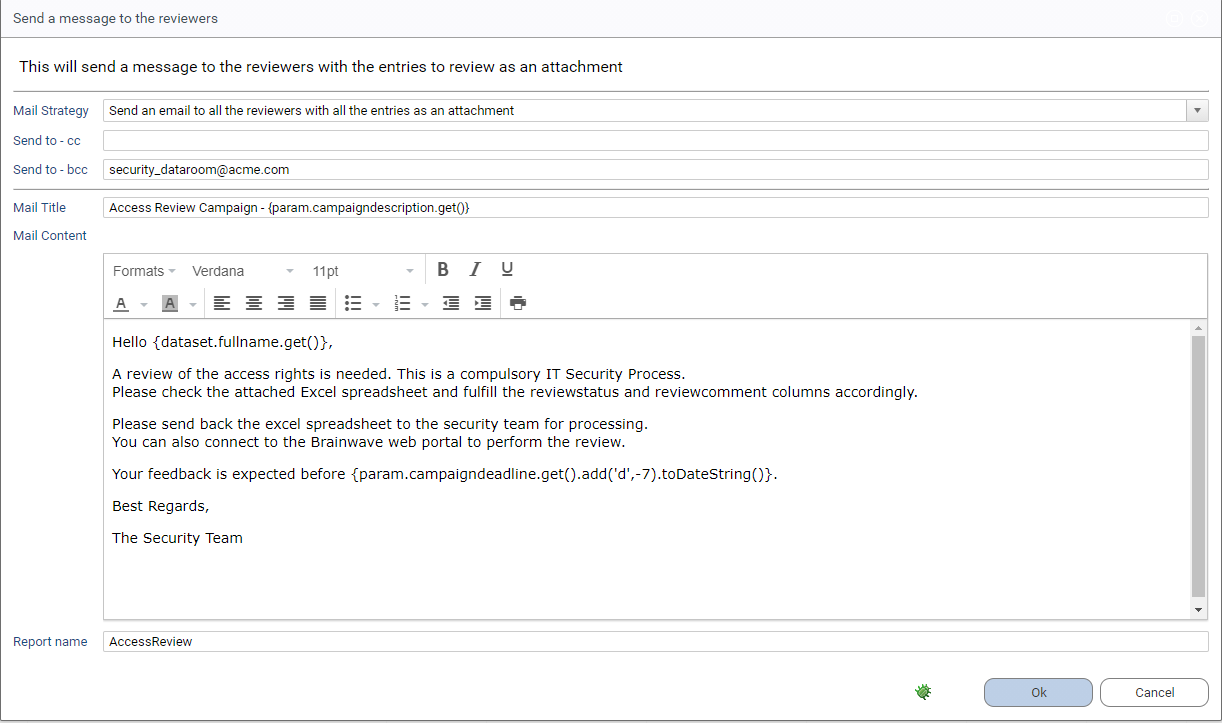 Send a message to the reviewers
This will send a message to the reviewers with the entries to review as an attachment
Mail Strategy Send an email to all the reviewers with all the entries as an attachment
Send to - cc
Send to - bcc security_dataroom@acme.com
Mail Title Access Review Campaign - {param.campaigndescription.get()}
Mail Content
Formats Verdana 11pt B I U
A A
Hello {dataset.fullname.get()},
A review of the access rights is needed. This is a compulsory IT Security Process.
Please check the attached Excel spreadsheet and fulfill the reviewstatus and reviewcomment columns accordingly.
Please send back the excel spreadsheet to the security team for processing.
You can also connect to the Brainwave web portal to perform the review.
Your feedback is expected before {param.campaigndeadline.get().add('d',-7).toDateString()}.
Best Regards,
The Security Team
Report name AccessReview
Ok Cancel